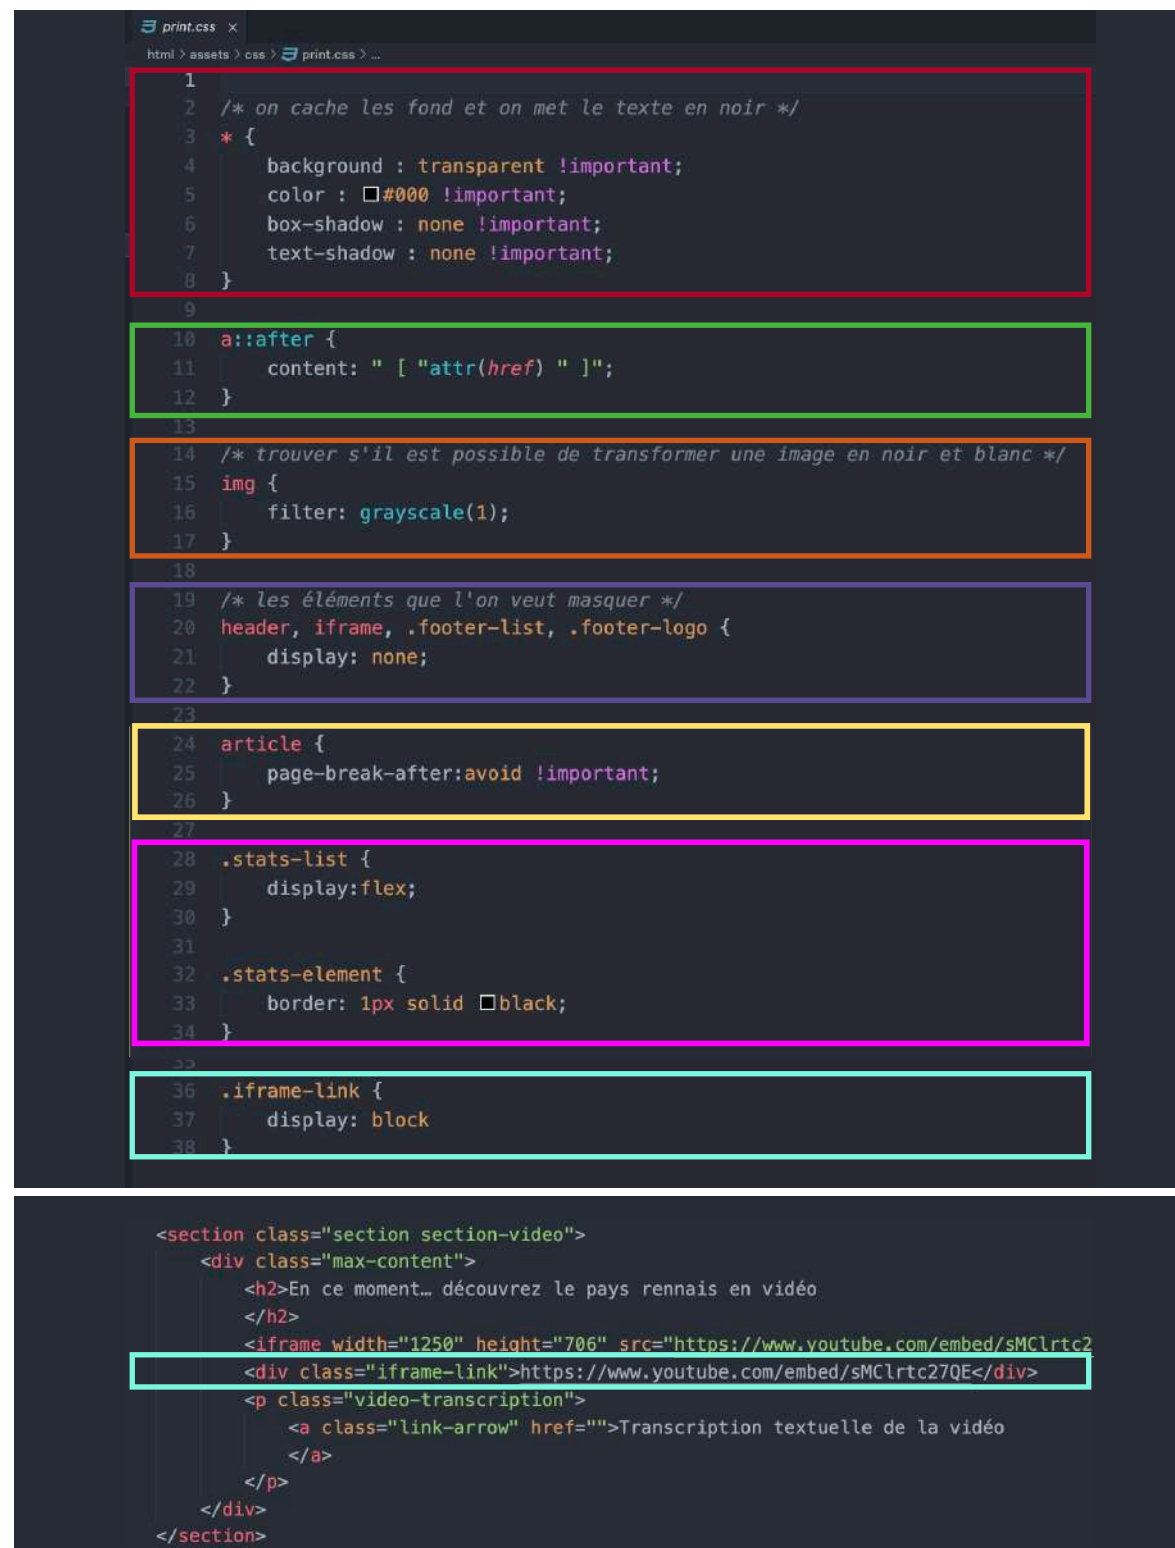 print.css ×
html > assets > css > print.css > ...
1
2 /* on cache les fond et on met le texte en noir */
3 * {
4 background : transparent !important;
5 color : #000 !important;
6 box-shadow : none !important;
7 text-shadow : none !important;
8 }
9
10 a::after {
11 content: " [ "attr(href) " ]";
12 }
13
14 /* trouver s'il est possible de transformer une image en noir et blanc */
15 img {
16 filter: grayscale(1);
17 }
18
19 /* les éléments que l'on veut masquer */
20 header, iframe, .footer-list, .footer-logo {
21 display: none;
22 }
23
24 article {
25 page-break-after:avoid !important;
26 }
27
28 .stats-list {
29 display:flex;
30 }
31
32 .stats-element {
33 border: 1px solid black;
34 }
35
36 .iframe-link {
37 display: block
38 }
<section class="section section-video">
<div class="max-content">
<h2>En ce moment… découvrez le pays rennais en vidéo
</h2>
<iframe width="1250" height="706" src="https://www.youtube.com/embed/sMClrtc2
<div class="iframe-link">https://www.youtube.com/embed/sMClrtc27QE</div>
<p class="video-transcription">
<a class="link-arrow" href="">Transcription textuelle de la vidéo
</a>
</p>
</div>
</section>